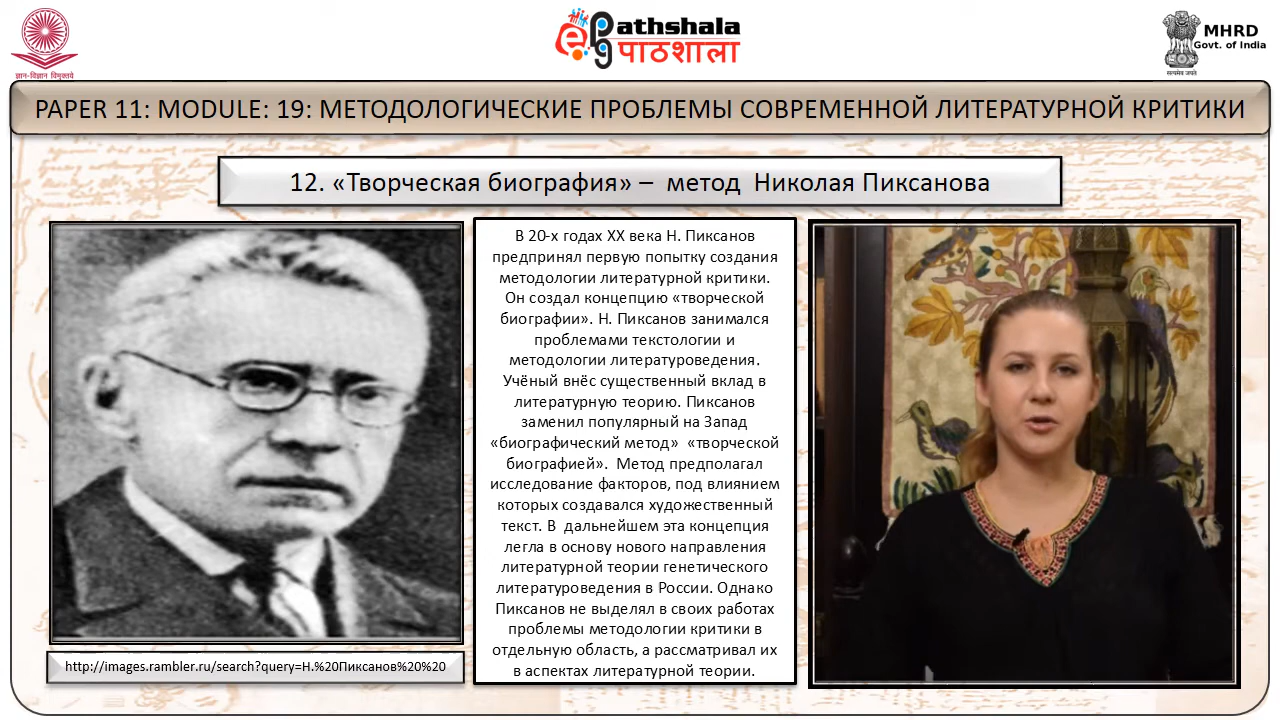 ज्ञान-विज्ञान विमुक्तये
ePathshala
पाठशाला
MHRD
Govt. of India
सत्यमेव जयते
PAPER 11: MODULE: 19: МЕТОДОЛОГИЧЕСКИЕ ПРОБЛЕМЫ СОВРЕМЕННОЙ ЛИТЕРАТУРНОЙ КРИТИКИ
12. «Творческая биография» – метод Николая Пиксанова
В 20-х годах XX века Н. Пиксанов
предпринял первую попытку создания
методологии литературной критики.
Он создал концепцию «творческой
биографии». Н. Пиксанов занимался
проблемами текстологии и
методологии литературоведения.
Учёный внёс существенный вклад в
литературную теорию. Пиксанов
заменил популярный на Запад
«биографический метод» «творческой
биографией». Метод предполагал
исследование факторов, под влиянием
которых создавался художественный
текст. В дальнейшем эта концепция
легла в основу нового направления
литературной теории генетического
литературоведения в России. Однако
Пиксанов не выделял в своих работах
проблемы методологии критики в
отдельную область, а рассматривал их
в аспектах литературной теории.
http://images.rambler.ru/search?query=Н.%20Пиксанов%20%20